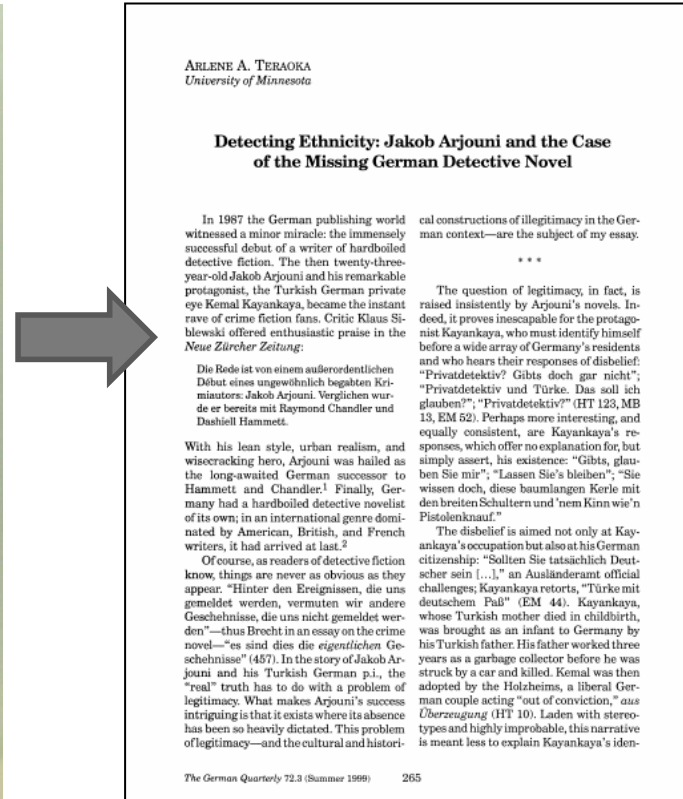 ARLENE A. TERAOKA
University of Minnesota
Detecting Ethnicity: Jakob Arjouni and the Case
of the Missing German Detective Novel
In 1987 the German publishing world
witnessed a minor miracle: the immensely
successful debut of a writer of hardboiled
detective fiction. The then twenty-three-
year-old Jakob Arjouni and his remarkable
protagonist, the Turkish German private
eye Kemal Kayankaya, became the instant
rave of crime fiction fans. Critic Klaus Si-
blewski offered enthusiastic praise in the
Neue Zürcher Zeitung:
Die Rede ist von einem außerordentlichen
Début eines ungewöhnlich begabten Kri-
miautors: Jakob Arjouni. Verglichen wur-
de er bereits mit Raymond Chandler und
Dashiell Hammett.
With his lean style, urban realism, and
wisecracking hero, Arjouni was hailed as
the long-awaited German successor to
Hammett and Chandler.1 Finally, Ger-
many had a hardboiled detective novelist
of its own; in an international genre domi-
nated by American, British, and French
writers, it had arrived at last.2
Of course, as readers of detective fiction
know, things are never as obvious as they
appear. “Hinter den Ereignissen, die uns
gemeldet werden, vermuten wir andere
Geschehnisse, die uns nicht gemeldet wer-
den”—thus Brecht in an essay on the crime
novel—“es sind dies die eigentlichen Ge-
schehnisse” (457). In the story of Jakob Ar-
jouni and his Turkish German p.i., the
“real” truth has to do with a problem of
legitimacy. What makes Arjouni’s success
intriguing is that it exists where its absence
has been so heavily dictated. This problem
of legitimacy—and the cultural and histori-
cal constructions of illegitimacy in the Ger-
man context—are the subject of my essay.
* * *
The question of legitimacy, in fact, is
raised insistently by Arjouni’s novels. In-
deed, it proves inescapable for the protago-
nist Kayankaya, who must identify himself
before a wide array of Germany’s residents
and who hears their responses of disbelief:
“Privatdetektiv? Gibts doch gar nicht”;
“Privatdetektiv und Türke. Das soll ich
glauben?”; “Privatdetektiv?” (HT 123, MB
13, EM 52). Perhaps more interesting, and
equally consistent, are Kayankaya’s re-
sponses, which offer no explanation for, but
simply assert, his existence: “Gibts, glau-
ben Sie mir”; “Lassen Sie’s bleiben”; “Sie
wissen doch, diese baumlangen Kerle mit
den breiten Schultern und ’nem Kinn wie’n
Pistolenknauf.”
The disbelief is aimed not only at Kay-
ankaya’s occupation but also at his German
citizenship: “Sollten Sie tatsächlich Deut-
scher sein [...],” an Ausländeramt official
challenges; Kayankaya retorts, “Türke mit
deutschem Paß” (EM 44). Kayankaya,
whose Turkish mother died in childbirth,
was brought as an infant to Germany by
his Turkish father. His father worked three
years as a garbage collector before he was
struck by a car and killed. Kemal was then
adopted by the Holzheims, a liberal Ger-
man couple acting “out of conviction,” aus
Überzeugung (HT 10). Laden with stereo-
types and highly improbable, this narrative
is meant less to explain Kayankaya’s iden-
The German Quarterly 72.3 (Summer 1999) 265